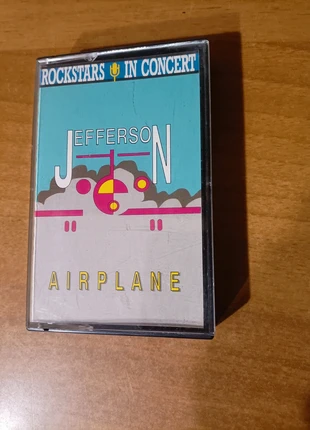 ROCKSTARS IN CONCERT
JEFFERSON
AIRPLANE